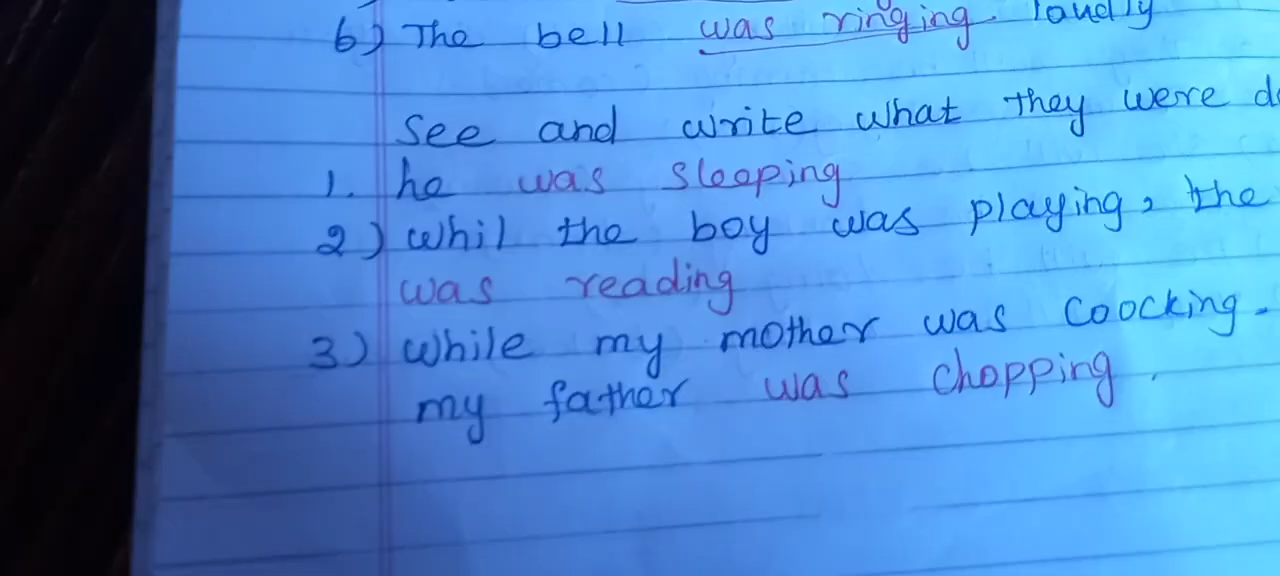 6) The bell was ringing. loudly
See and write what they were d
1. he was sleeping
2) whil the boy was playing, the
was reading
3) while my mother was coocking.
my father was chopping.